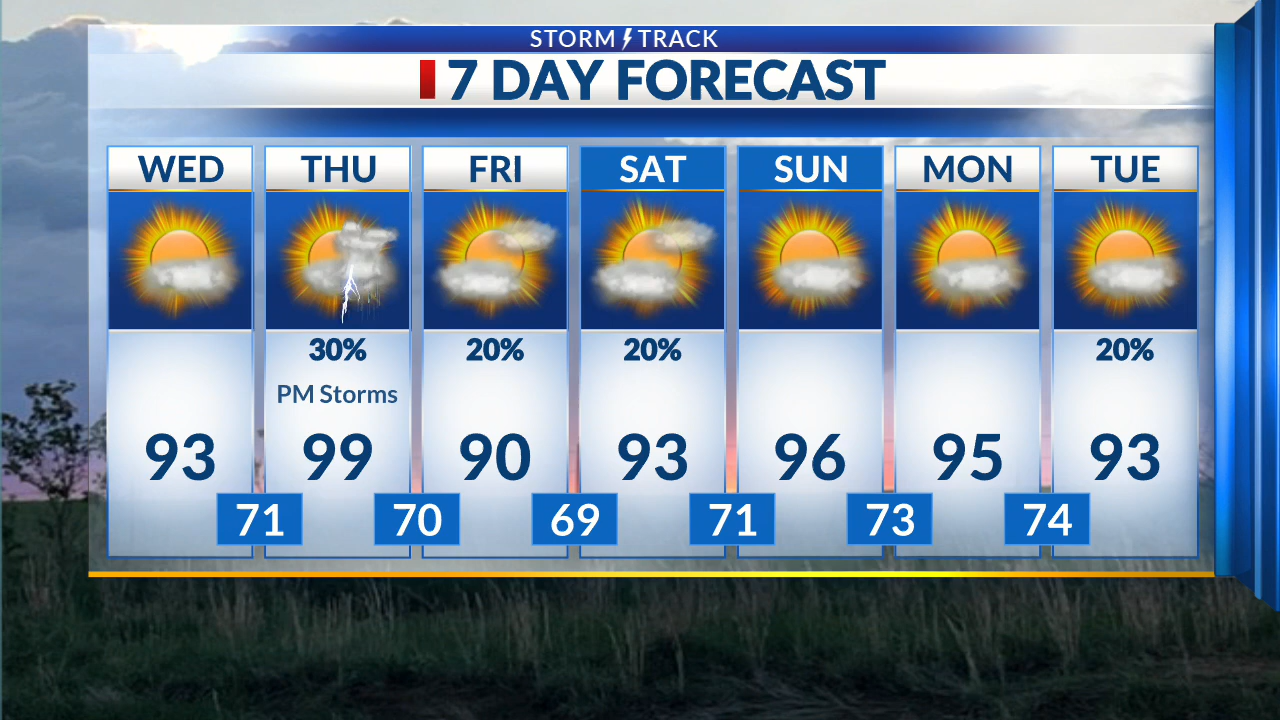 STORM TRACK
7 DAY FORECAST
WED THU FRI SAT SUN MON TUE
30% 20% 20% 20%
PM Storms
93 99 90 93 96 95 93
71 70 69 71 73 74